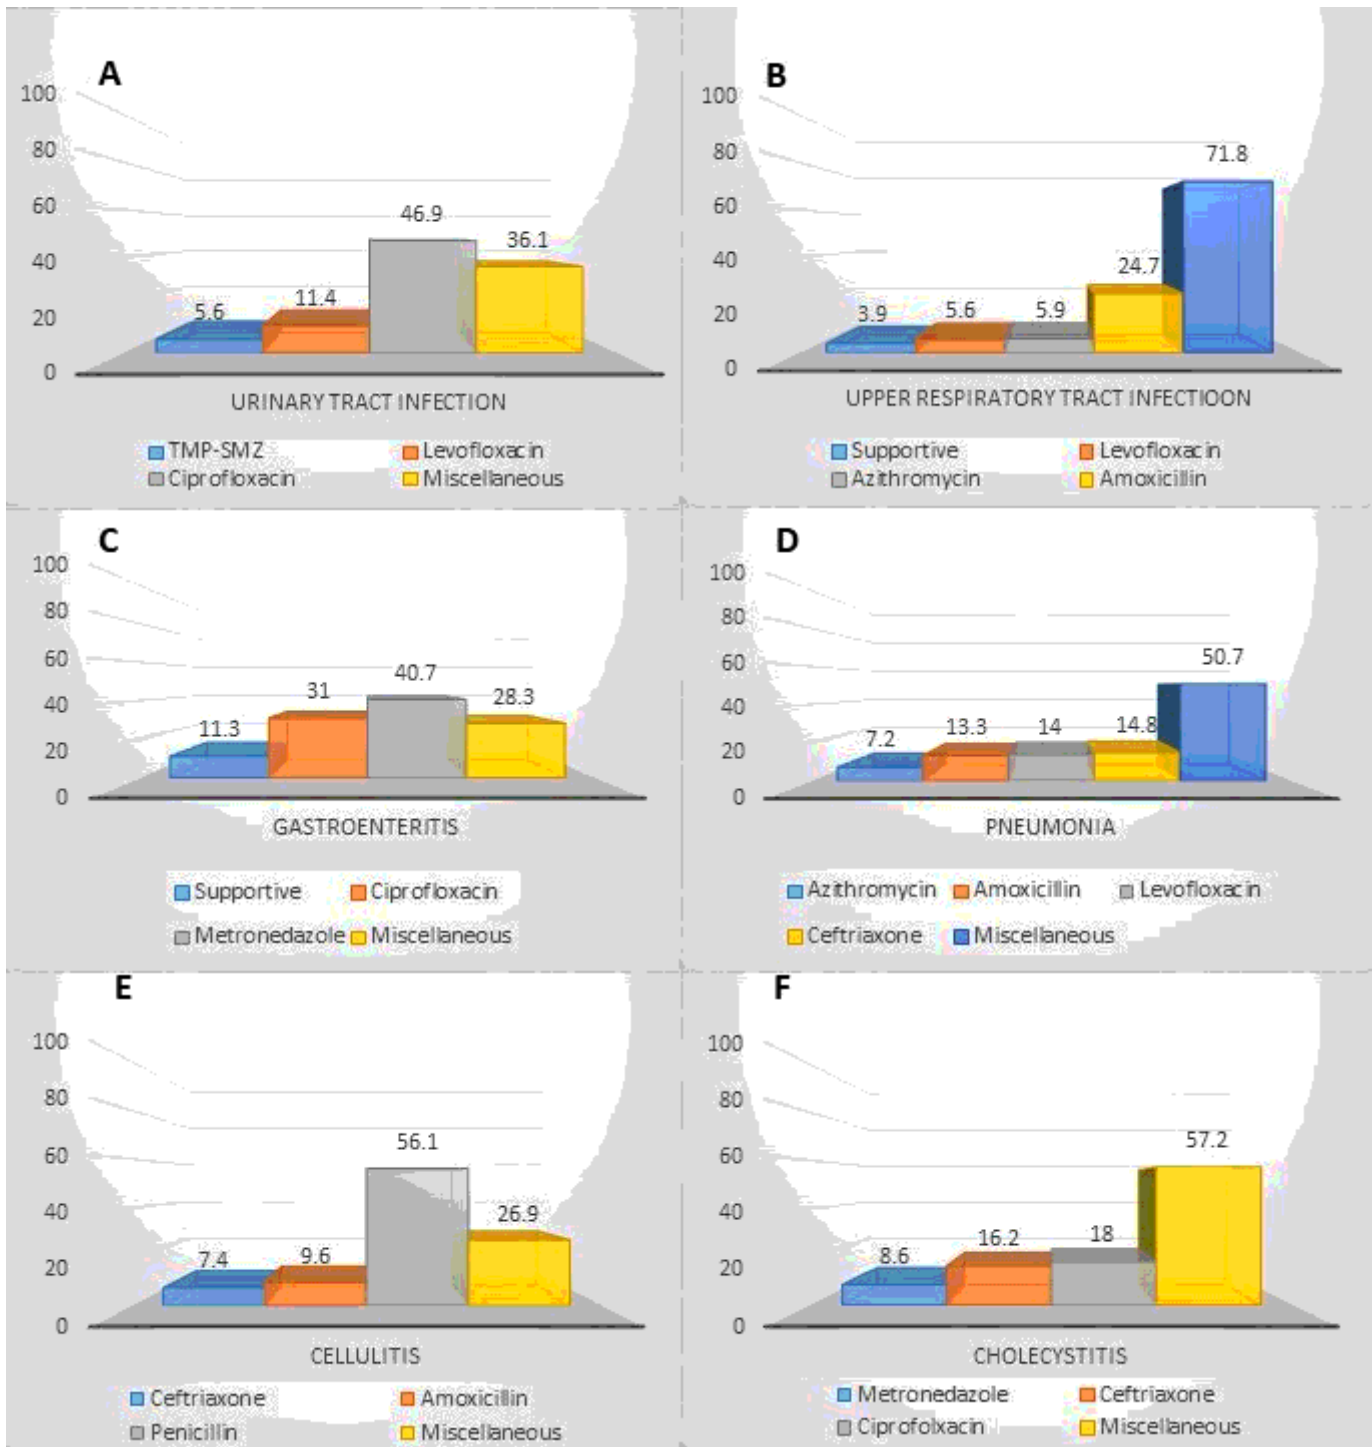 A
100
80
60
40
20
0
5.6
11.4
46.9
36.1
URINARY TRACT INFECTION
TMP-SMZ Levofloxacin
Ciprofloxacin Miscellaneous
B
100
80
60
40
20
0
3.9
5.6
5.9
24.7
71.8
UPPER RESPIRATORY TRACT INFECTIOON
Supportive Levofloxacin
Azithromycin Amoxicillin
C
100
80
60
40
20
0
11.3
31
40.7
28.3
GASTROENTERITIS
Supportive Ciprofloxacin
Metronedazole Miscellaneous
D
100
80
60
40
20
0
7.2
13.3
14
14.8
50.7
PNEUMONIA
Azithromycin Amoxicillin Levofloxacin
Ceftriaxone Miscellaneous
E
100
80
60
40
20
0
7.4
9.6
56.1
26.9
CELLULITIS
Ceftriaxone Amoxicillin
Penicillin Miscellaneous
F
100
80
60
40
20
0
8.6
16.2
18
57.2
CHOLECYSTITIS
Metronedazole Ceftriaxone
Ciprofolxacin Miscellaneous